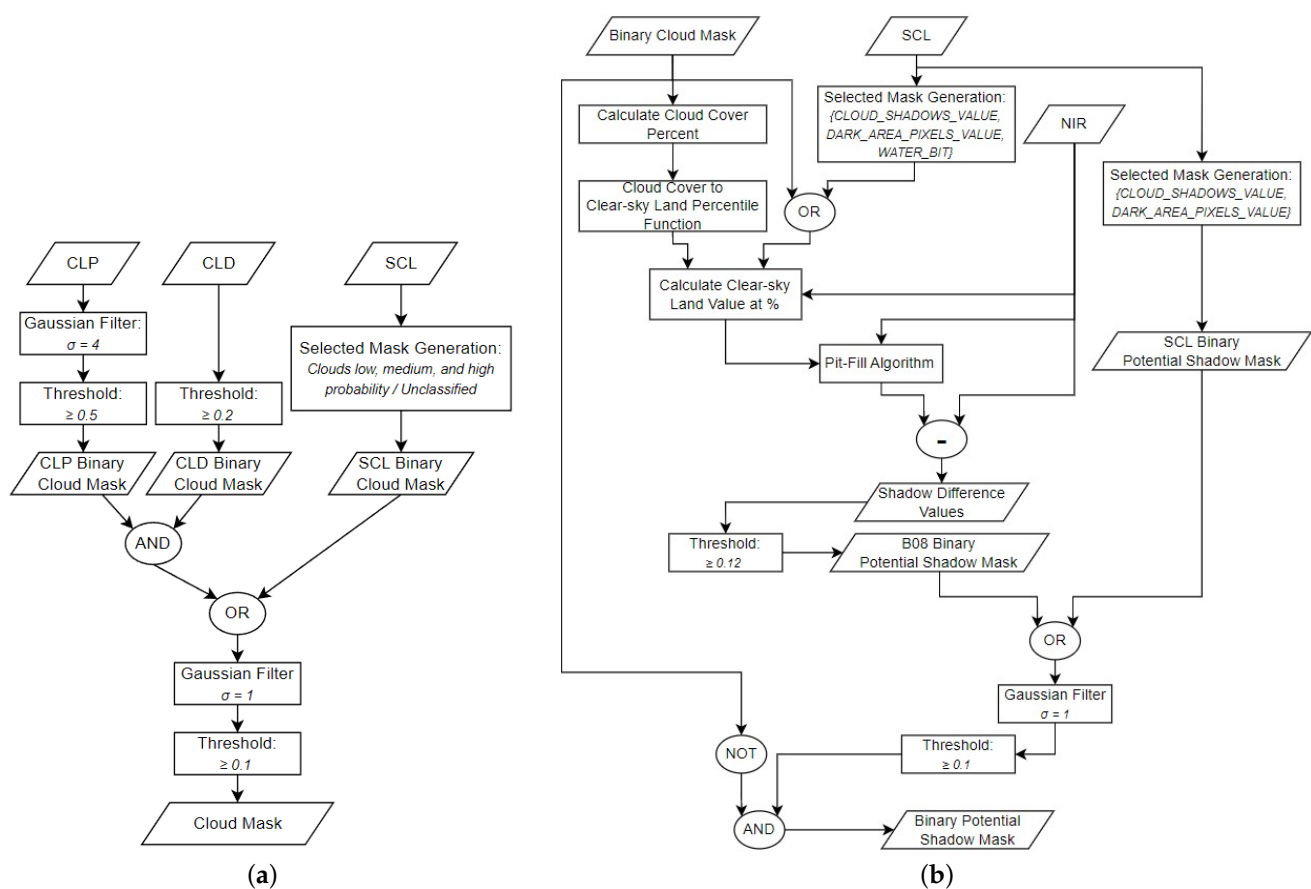 CLP
CLD
SCL
Gaussian Filter:
σ = 4
Selected Mask Generation:
Clouds low, medium, and high
probability / Unclassified
Threshold:
≥ 0.5
Threshold:
≥ 0.2
CLP Binary
Cloud Mask
CLD Binary
Cloud Mask
SCL Binary
Cloud Mask
AND
OR
Gaussian Filter
σ = 1
Threshold:
≥ 0.1
Cloud Mask
(a)
Binary Cloud Mask
SCL
Calculate Cloud Cover
Percent
Selected Mask Generation:
{CLOUD_SHADOWS_VALUE,
DARK_AREA_PIXELS_VALUE,
WATER_BIT}
NIR
Cloud Cover to
Clear-sky Land Percentile
Function
OR
Selected Mask Generation:
{CLOUD_SHADOWS_VALUE,
DARK_AREA_PIXELS_VALUE}
Calculate Clear-sky
Land Value at %
Pit-Fill Algorithm
SCL Binary
Potential Shadow Mask
-
Shadow Difference
Values
Threshold:
≥ 0.12
B08 Binary
Potential Shadow Mask
OR
Gaussian Filter
σ = 1
NOT
Threshold:
≥ 0.1
AND
Binary Potential
Shadow Mask
(b)